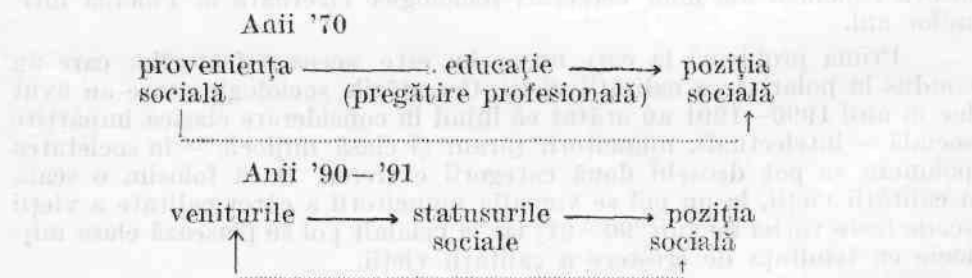 Anii '70
proveniența educație poziția
socială (pregătire profesională) socială
Anii '90—'91
veniturile statusurile poziția
sociale socială